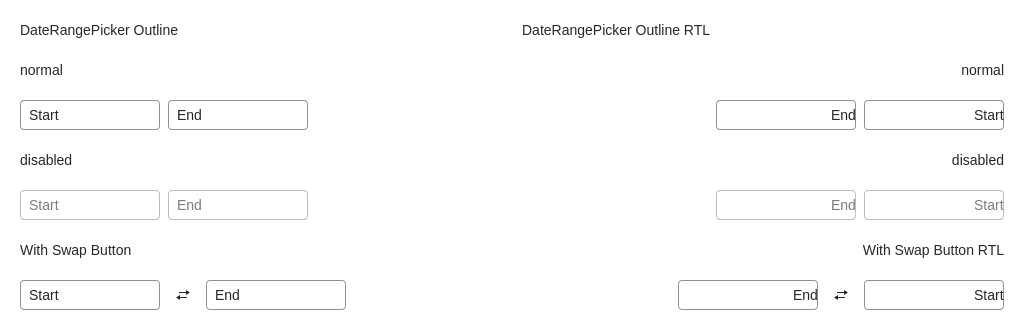 DateRangePicker Outline
normal
Start End
disabled
Start End
With Swap Button
Start End
DateRangePicker Outline RTL
normal
End Start
disabled
End Start
With Swap Button RTL
End Start